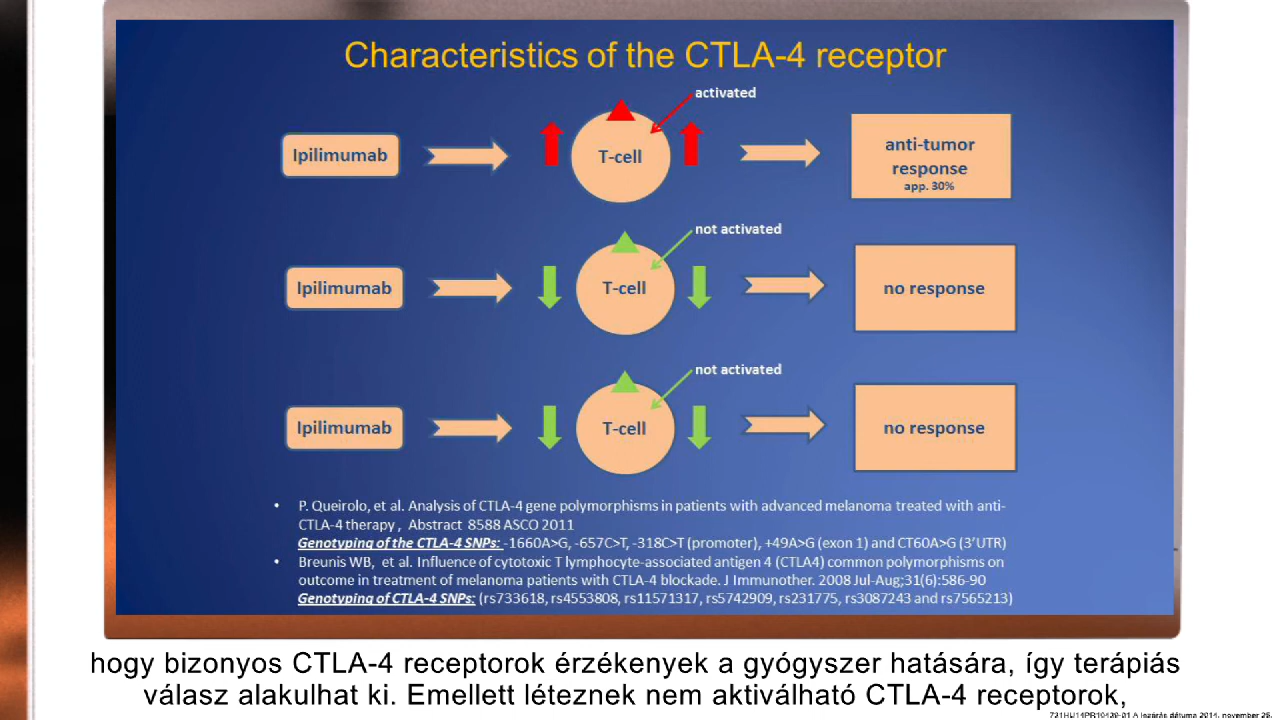 Characteristics of the CTLA-4 receptor
activated
Ipilimumab
T-cell
anti-tumor
response
app. 30%
not activated
Ipilimumab
T-cell
no response
not activated
Ipilimumab
T-cell
no response
• P. Queirolo, et al. Analysis of CTLA-4 gene polymorphisms in patients with advanced melanoma treated with anti-
CTLA-4 therapy , Abstract 8588 ASCO 2011
Genotyping of the CTLA-4 SNPs: -1660A>G, -657C>T, -318C>T (promoter), +49A>G (exon 1) and CT60A>G (3'UTR)
• Breunis WB, et al. Influence of cytotoxic T lymphocyte-associated antigen 4 (CTLA4) common polymorphisms on
outcome in treatment of melanoma patients with CTLA-4 blockade. J Immunother. 2008 Jul-Aug;31(6):586-90
Genotyping of CTLA-4 SNPs: (rs733618, rs4553808, rs11571317, rs5742909, rs231775, rs3087243 and rs7565213)
hogy bizonyos CTLA-4 receptorok érzékenyek a gyógyszer hatására, így terápiás
válasz alakulhat ki. Emellett léteznek nem aktiválható CTLA-4 receptorok,
A lezárás dátuma 2014. november 26.